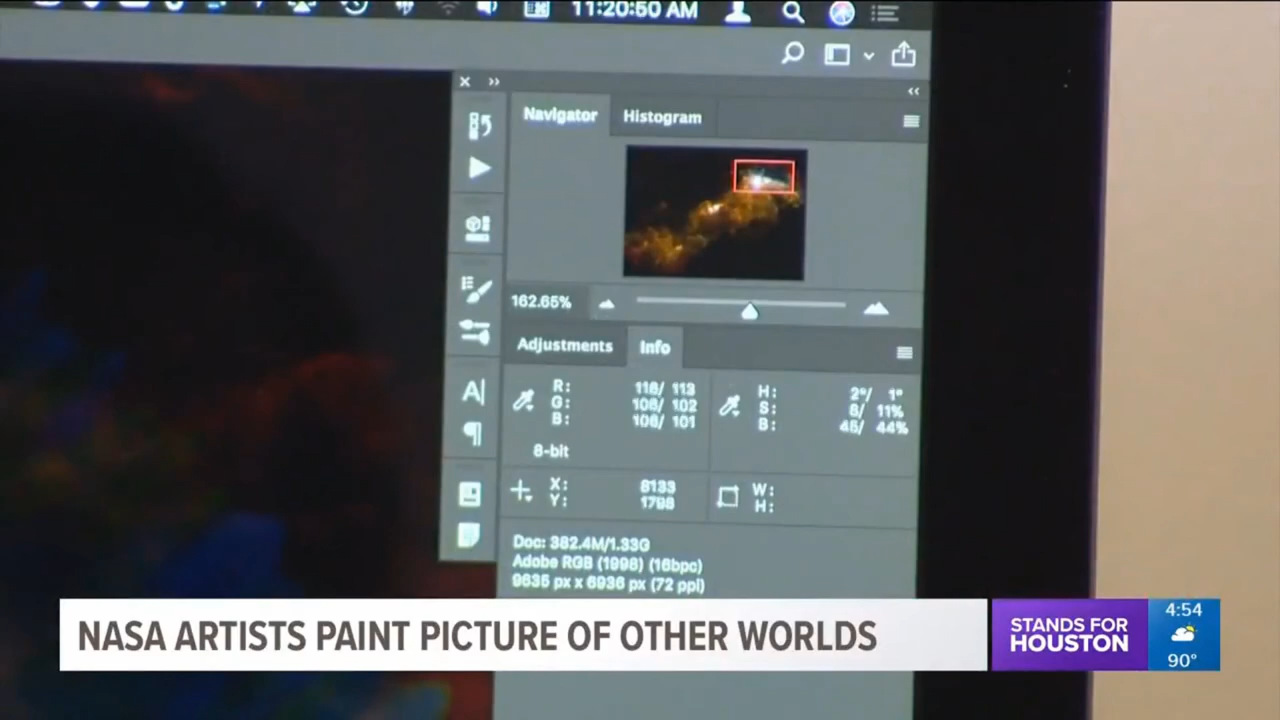 11:20:50 AM
Navigator
Histogram
162.65%
Adjustments
Info
R: 116/ 113
G: 106/ 102
B: 106/ 101
8-bit
H: 2°/ 1°
S: 8/ 11%
B: 45/ 44%
X: 8133
Y: 1798
W:
H:
Doc: 382.4M/1.33G
Adobe RGB (1998) (16bpc)
9635 px x 6936 px (72 ppi)
NASA ARTISTS PAINT PICTURE OF OTHER WORLDS
STANDS FOR
HOUSTON
4:54
90°